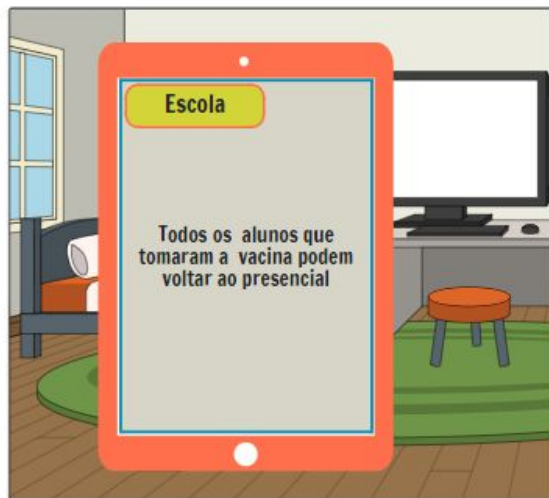 Escola
Todos os alunos que
tomaram a vacina podem
voltar ao presencial